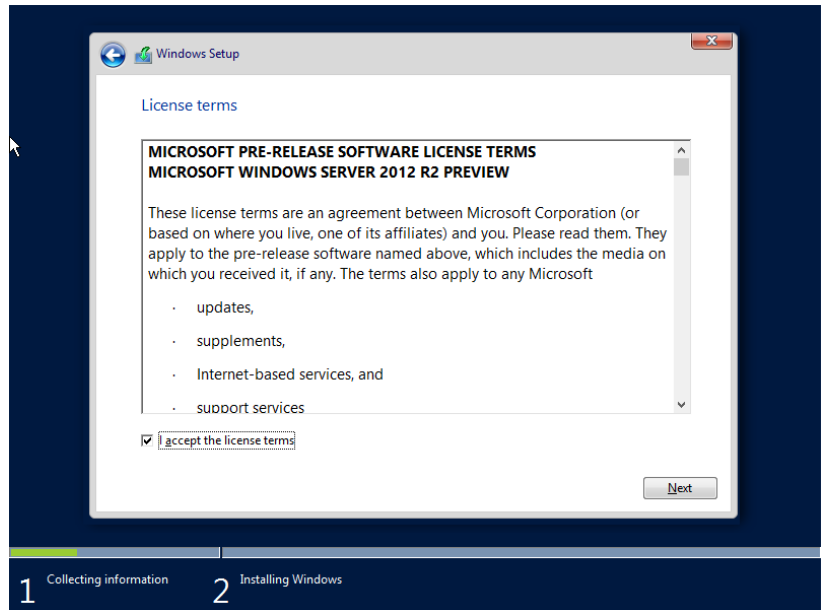 Windows Setup
License terms
MICROSOFT PRE-RELEASE SOFTWARE LICENSE TERMS
MICROSOFT WINDOWS SERVER 2012 R2 PREVIEW
These license terms are an agreement between Microsoft Corporation (or
based on where you live, one of its affiliates) and you. Please read them. They
apply to the pre-release software named above, which includes the media on
which you received it, if any. The terms also apply to any Microsoft
· updates,
· supplements,
· Internet-based services, and
· support services
I accept the license terms
Next
1 Collecting information 2 Installing Windows